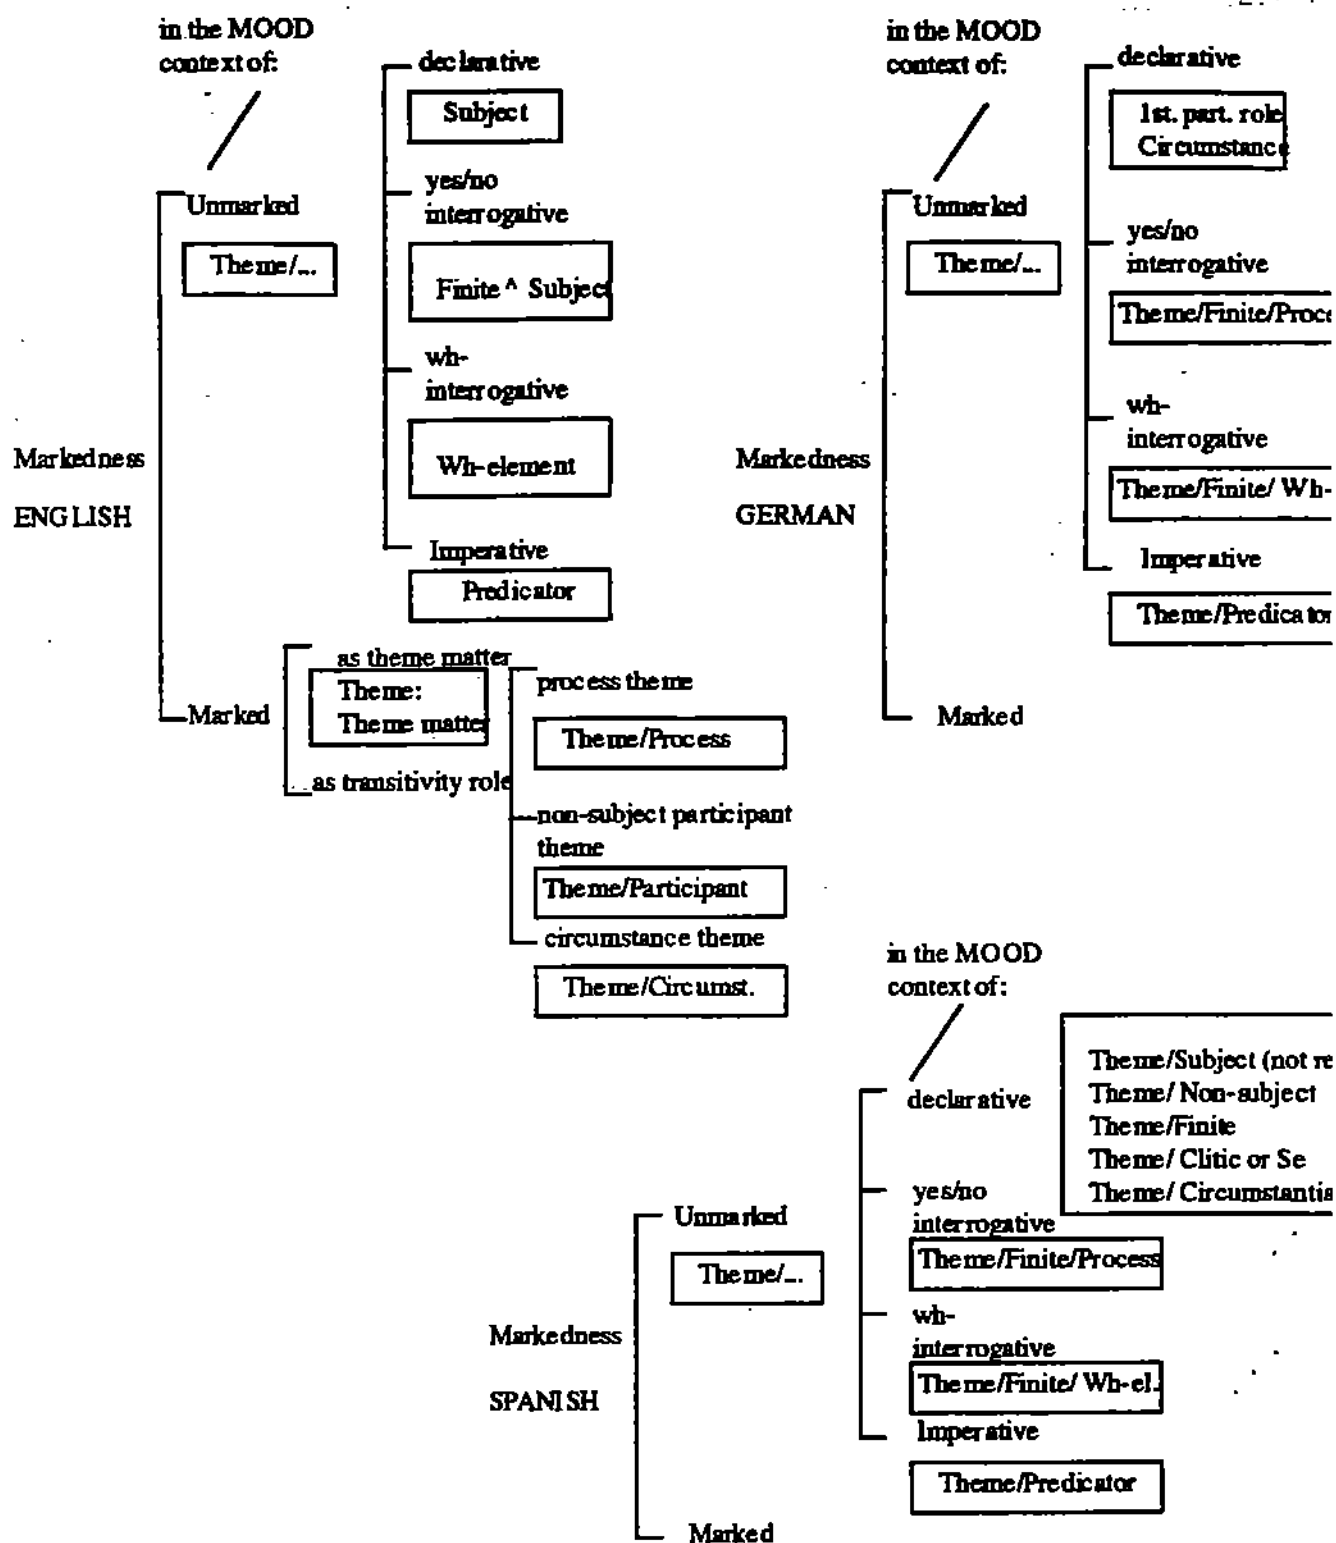 in the MOOD
context of:
declarative
Subject
Unmarked
Theme/...
yes/no
interrogative
Finite ^ Subject
wh-
interrogative
Wh-element
Markedness
ENGLISH
Imperative
Predicator
Marked
as theme matter
Theme:
Theme matter
as transitivity role
process theme
Theme/Process
non-subject participant
theme
Theme/Participant
circumstance theme
Theme/Circumst.
in the MOOD
context of:
declarative
1st. part. role
Circumstance
Unmarked
Theme/...
yes/no
interrogative
Theme/Finite/Proce
wh-
interrogative
Theme/Finite/ Wh-
Markedness
GERMAN
Imperative
Theme/Predicator
Marked
in the MOOD
context of:
declarative
Theme/Subject (not re
Theme/ Non-subject
Theme/Finite
Theme/ Clitic or Se
Theme/ Circumstantia
Unmarked
Theme/...
yes/no
interrogative
Theme/Finite/Process
wh-
interrogative
Theme/Finite/ Wh-el.
Markedness
SPANISH
Imperative
Theme/Predicator
Marked